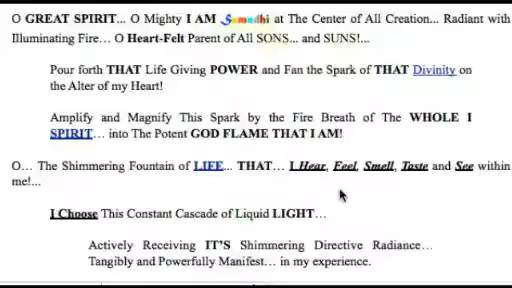 O GREAT SPIRIT... O Mighty I AM Samadhi at The Center of All Creation... Radiant with
Illuminating Fire... O Heart-Felt Parent of All SONS... and SUNS!...
Pour forth THAT Life Giving POWER and Fan the Spark of THAT Divinity on
the Alter of my Heart!
Amplify and Magnify This Spark by the Fire Breath of The WHOLE I
SPIRIT... into The Potent GOD FLAME THAT I AM!
O... The Shimmering Fountain of LIFE... THAT... I Hear, Feel, Smell, Taste and See within
me!...
I Choose This Constant Cascade of Liquid LIGHT...
Actively Receiving IT'S Shimmering Directive Radiance...
Tangibly and Powerfully Manifest... in my experience.